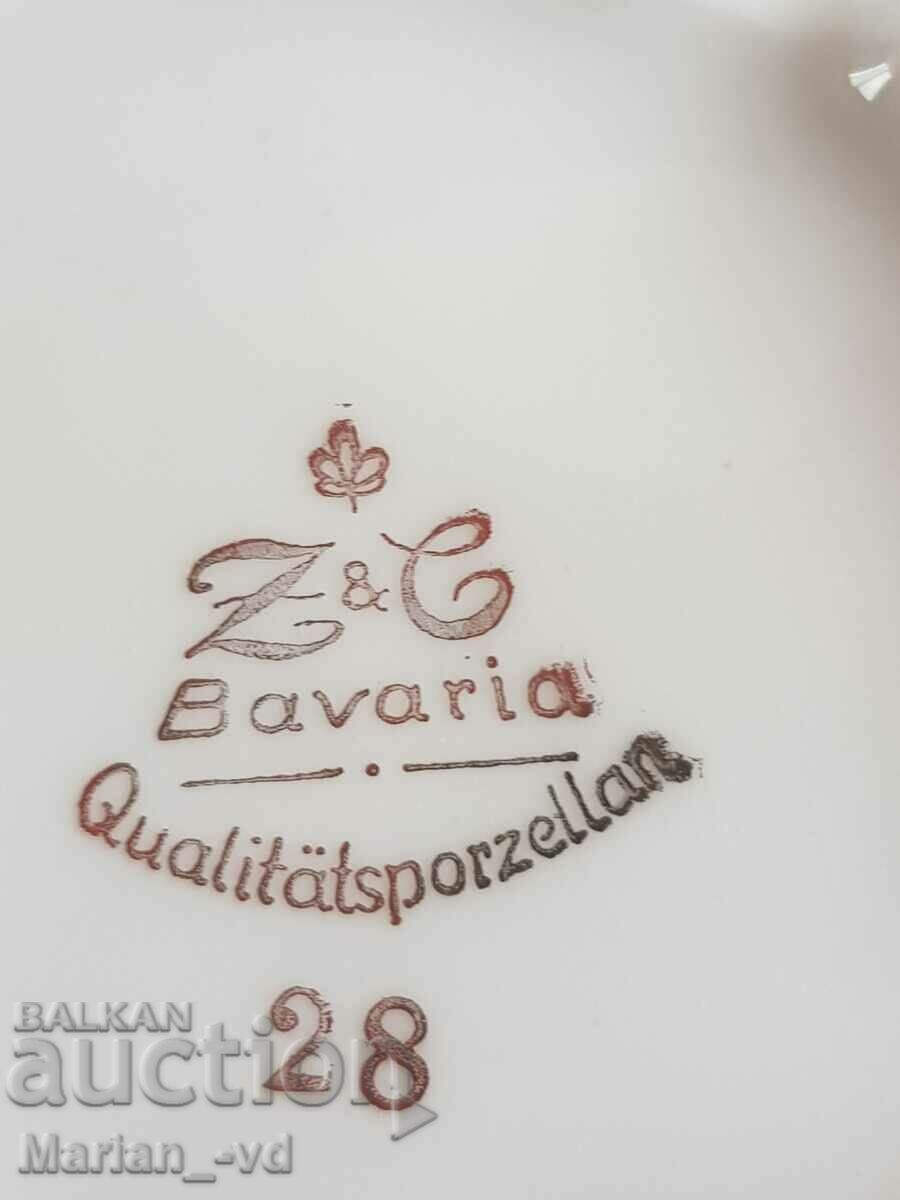 Z & C
Bavaria
Qualitätsporzellan
28
BALKAN
auction
Marian_-vd